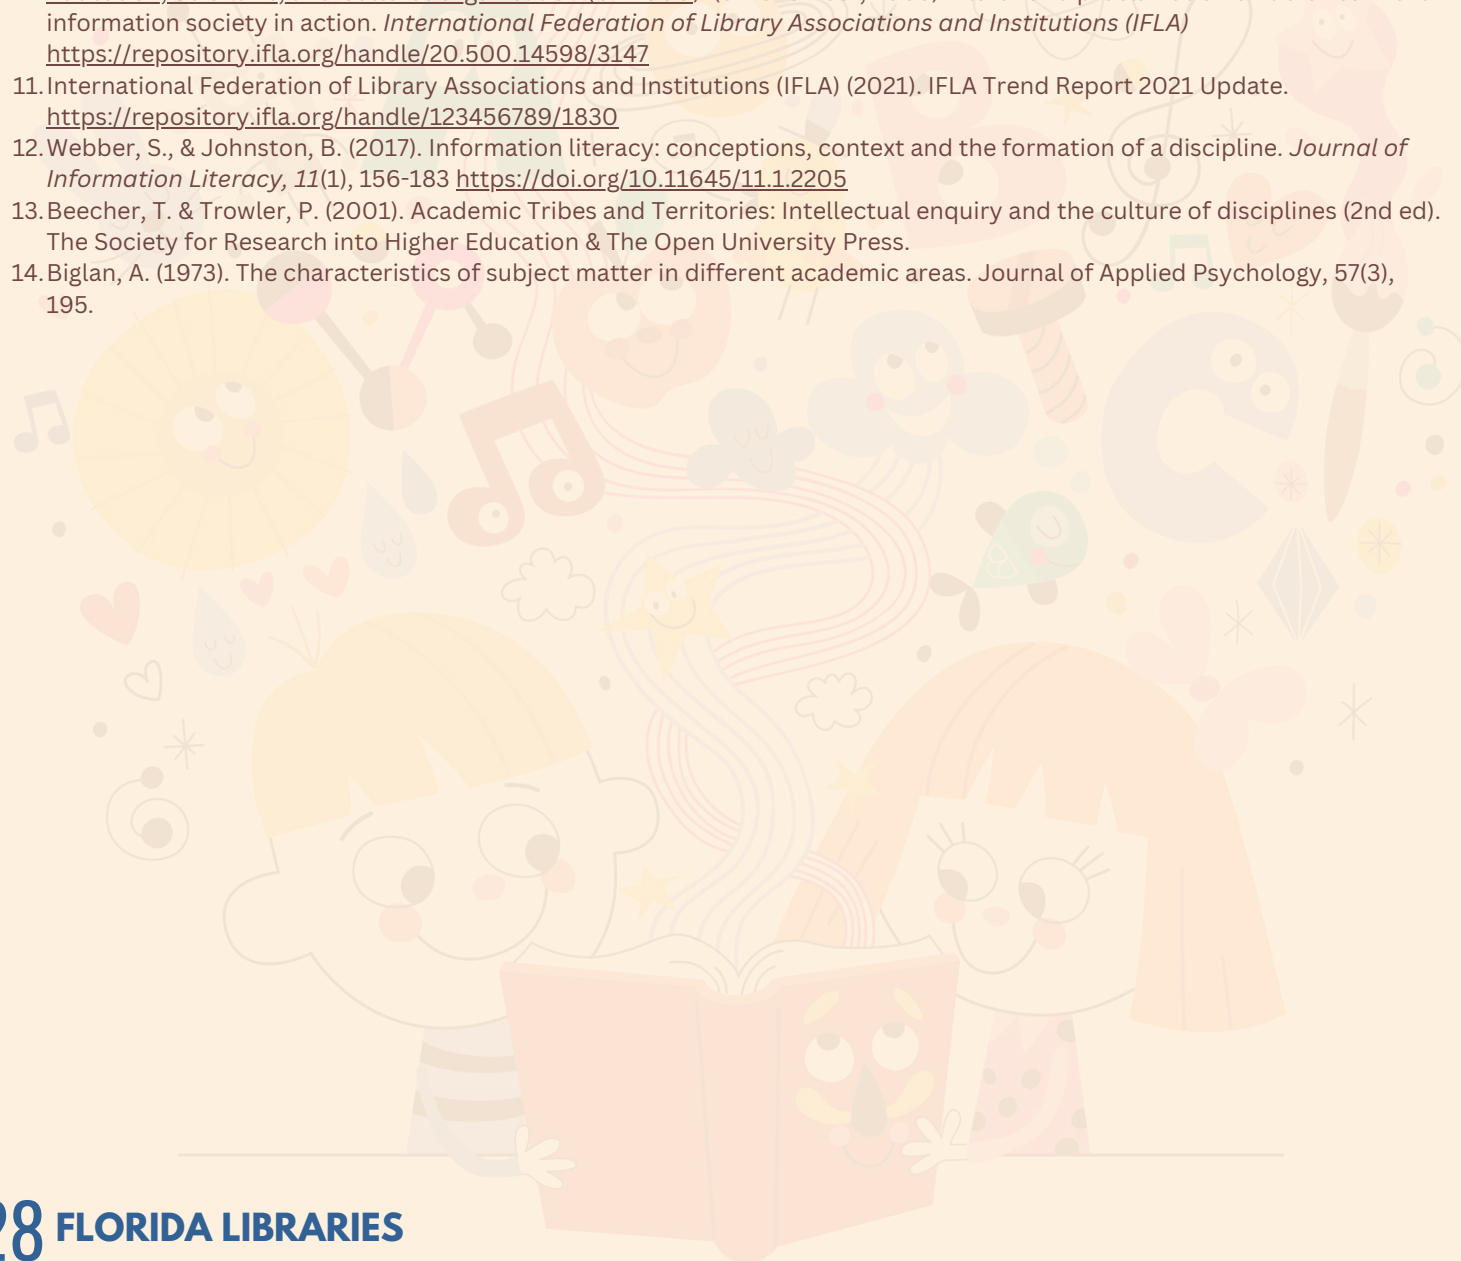 information society in action. International Federation of Library Associations and Institutions (IFLA)
https://repository.ifla.org/handle/20.500.14598/3147
11. International Federation of Library Associations and Institutions (IFLA) (2021). IFLA Trend Report 2021 Update.
https://repository.ifla.org/handle/123456789/1830
12. Webber, S., & Johnston, B. (2017). Information literacy: conceptions, context and the formation of a discipline. Journal of
Information Literacy, 11(1), 156-183 https://doi.org/10.11645/11.1.2205
13. Beecher, T. & Trowler, P. (2001). Academic Tribes and Territories: Intellectual enquiry and the culture of disciplines (2nd ed).
The Society for Research into Higher Education & The Open University Press.
14. Biglan, A. (1973). The characteristics of subject matter in different academic areas. Journal of Applied Psychology, 57(3),
195.
28 FLORIDA LIBRARIES